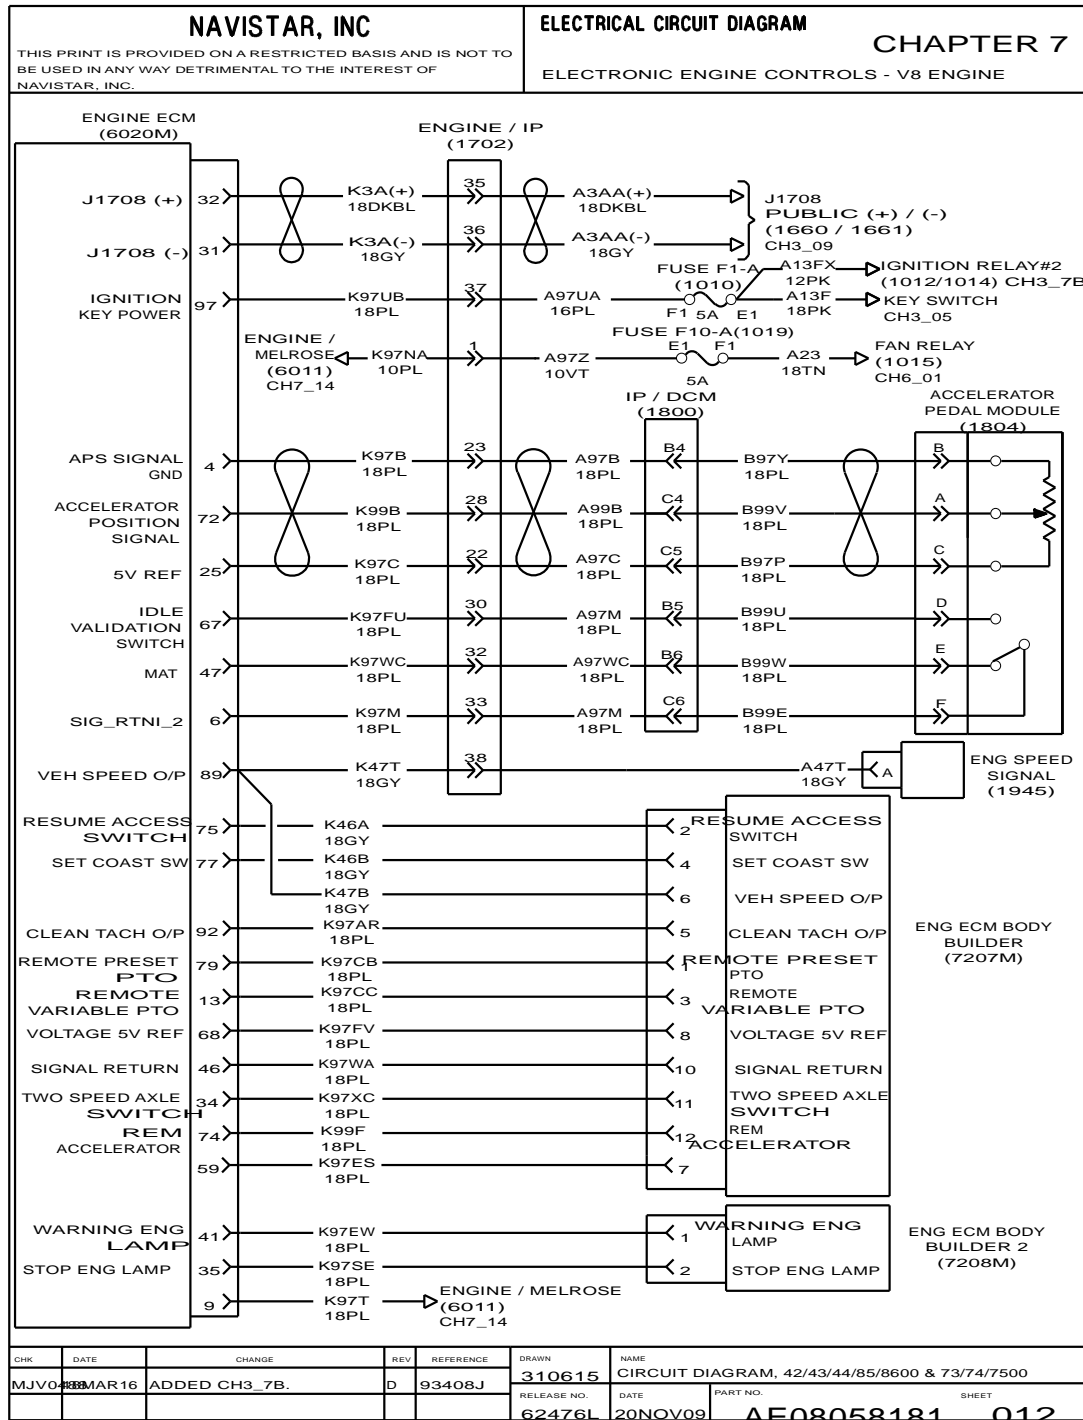 NAVISTAR, INC
THIS PRINT IS PROVIDED ON A RESTRICTED BASIS AND IS NOT TO
BE USED IN ANY WAY DETRIMENTAL TO THE INTEREST OF
NAVISTAR, INC.
ELECTRICAL CIRCUIT DIAGRAM
CHAPTER 7
ELECTRONIC ENGINE CONTROLS - V8 ENGINE
ENGINE ECM
(6020M)
ENGINE / IP
(1702)
J1708 (+) 32 K3A(+) 35 A3AA(+)
18DKBL 18DKBL
J1708 (-) 31 K3A(-) 36 A3AA(-)
18GY 18GY
J1708
PUBLIC (+) / (-)
(1660 / 1661)
CH3_09
IGNITION
KEY POWER
97 K97UB 37 A97UA
18PL 16PL
FUSE F1-A
(1010)
F1 5A E1
A13FX
12PK
IGNITION RELAY#2
(1012/1014) CH3_7B
A13F
18PK
KEY SWITCH
CH3_05
ENGINE /
MELROSE
(6011)
CH7_14
K97NA 1 A97Z
10PL 10VT
FUSE F10-A(1019)
E1 F1
5A
A23
18TN
FAN RELAY
(1015)
CH6_01
IP / DCM
(1800)
ACCELERATOR
PEDAL MODULE
(1804)
APS SIGNAL
GND
4 K97B 23 A97B B4 B97Y B
18PL 18PL 18PL
ACCELERATOR
POSITION
SIGNAL
72 K99B 28 A99B C4 B99V A
18PL 18PL 18PL
5V REF 25 K97C 22 A97C C5 B97P C
18PL 18PL 18PL
IDLE
VALIDATION
SWITCH
67 K97FU 30 A97M B5 B99U D
18PL 18PL 18PL
MAT 47 K97WC 32 A97WC B6 B99W E
18PL 18PL 18PL
SIG_RTNI_2 6 K97M 33 A97M C6 B99E F
18PL 18PL 18PL
VEH SPEED O/P 89 K47T 38 A47T A
18GY 18GY
ENG SPEED
SIGNAL
(1945)
RESUME ACCESS
SWITCH
75 K46A 2 RESUME ACCESS
18GY SWITCH
SET COAST SW 77 K46B 4 SET COAST SW
18GY
K47B 6 VEH SPEED O/P
18GY
CLEAN TACH O/P 92 K97AR 5 CLEAN TACH O/P
18PL
ENG ECM BODY
BUILDER
(7207M)
REMOTE PRESET
PTO
79 K97CB 1 REMOTE PRESET
18PL PTO
REMOTE
VARIABLE PTO
13 K97CC 3 REMOTE
18PL VARIABLE PTO
VOLTAGE 5V REF 68 K97FV 8 VOLTAGE 5V REF
18PL
SIGNAL RETURN 46 K97WA 10 SIGNAL RETURN
18PL
TWO SPEED AXLE
SWITCH
34 K97XC 11 TWO SPEED AXLE
18PL SWITCH
REM
ACCELERATOR
74 K99F 12 REM
18PL ACCELERATOR
59 K97ES 7
18PL
WARNING ENG
LAMP
41 K97EW 1 WARNING ENG
18PL LAMP
STOP ENG LAMP 35 K97SE 2 STOP ENG LAMP
18PL
ENG ECM BODY
BUILDER 2
(7208M)
9 K97T
18PL
ENGINE / MELROSE
(6011)
CH7_14
CHK DATE CHANGE REV REFERENCE
MAR16 ADDED CH3_7B. D 93408J
DRAWN
310615
NAME
CIRCUIT DIAGRAM, 42/43/44/85/8600 & 73/74/7500
RELEASE NO.
62476L
DATE
20NOV09
PART NO.
AE08058181
SHEET
012